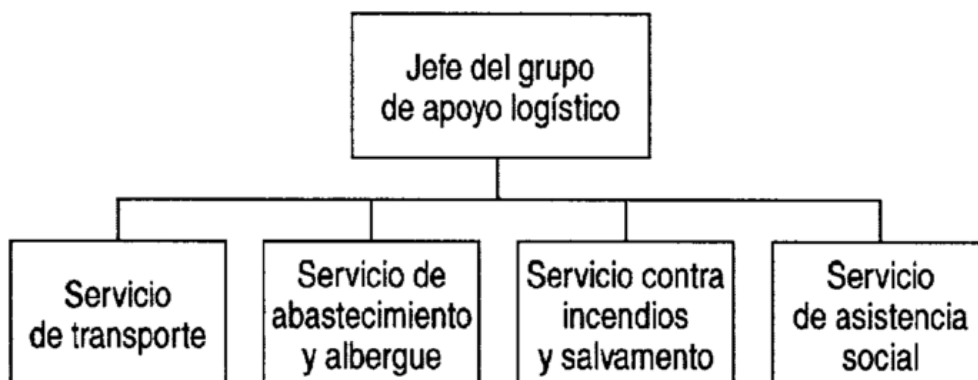 Jefe del grupo
de apoyo logístico
Servicio
de transporte
Servicio de
abastecimiento
y albergue
Servicio contra
incendios
y salvamento
Servicio
de asistencia
social